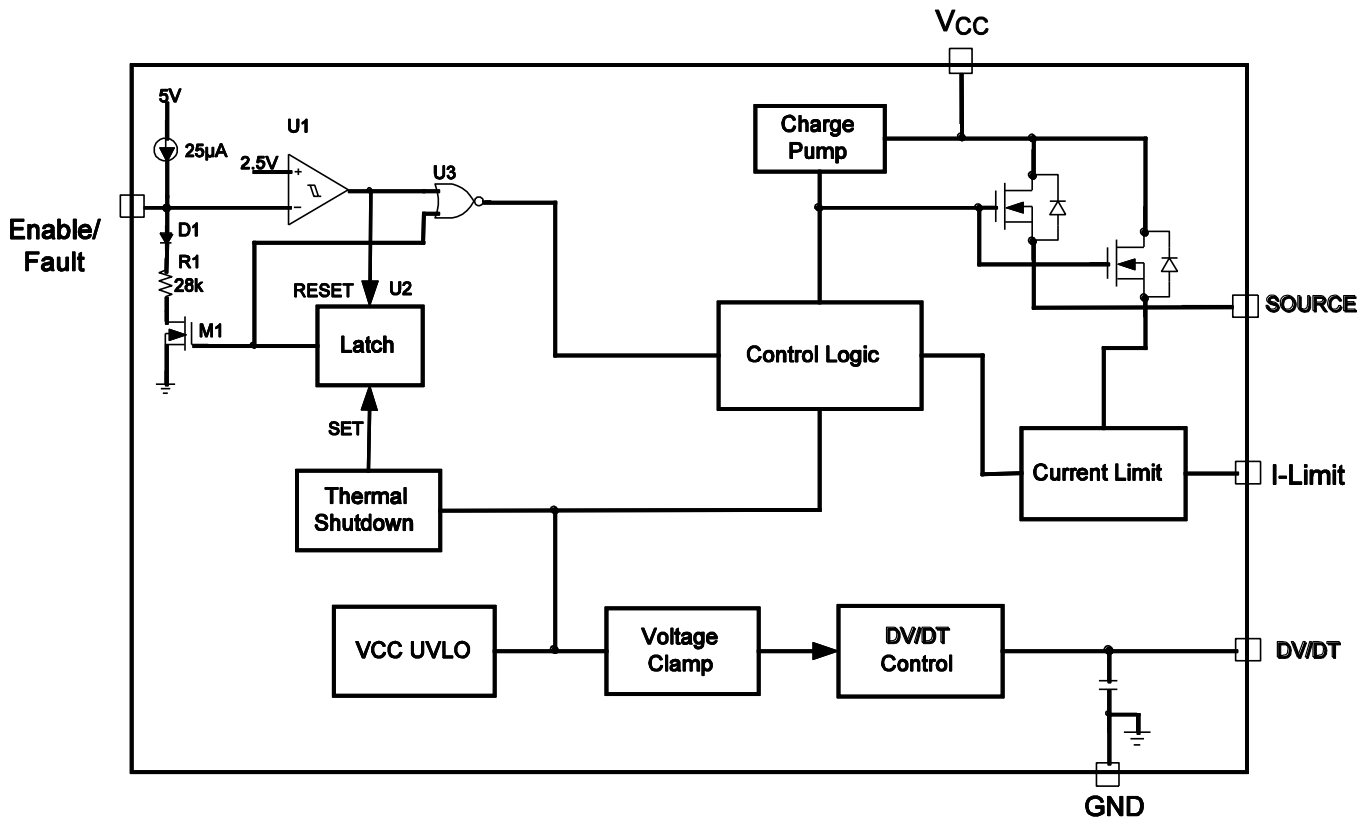 VCC
5V
25µA
U1
2.5V
+
−
U3
Charge
Pump
Enable/
Fault
D1
R1
28k
M1
RESET
U2
Latch
SET
Control Logic
SOURCE
Current Limit
I-Limit
Thermal
Shutdown
VCC UVLO
Voltage
Clamp
DV/DT
Control
DV/DT
GND